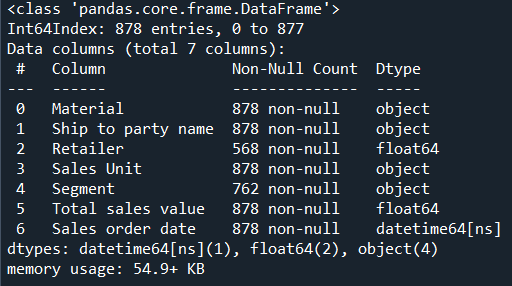 <class 'pandas.core.frame.DataFrame'>
Int64Index: 878 entries, 0 to 877
Data columns (total 7 columns):
 #   Column              Non-Null Count  Dtype
---  ------              --------------  -----
 0   Material            878 non-null    object
 1   Ship to party name  878 non-null    object
 2   Retailer            568 non-null    float64
 3   Sales Unit          878 non-null    object
 4   Segment             762 non-null    object
 5   Total sales value   878 non-null    float64
 6   Sales order date    878 non-null    datetime64[ns]
dtypes: datetime64[ns](1), float64(2), object(4)
memory usage: 54.9+ KB